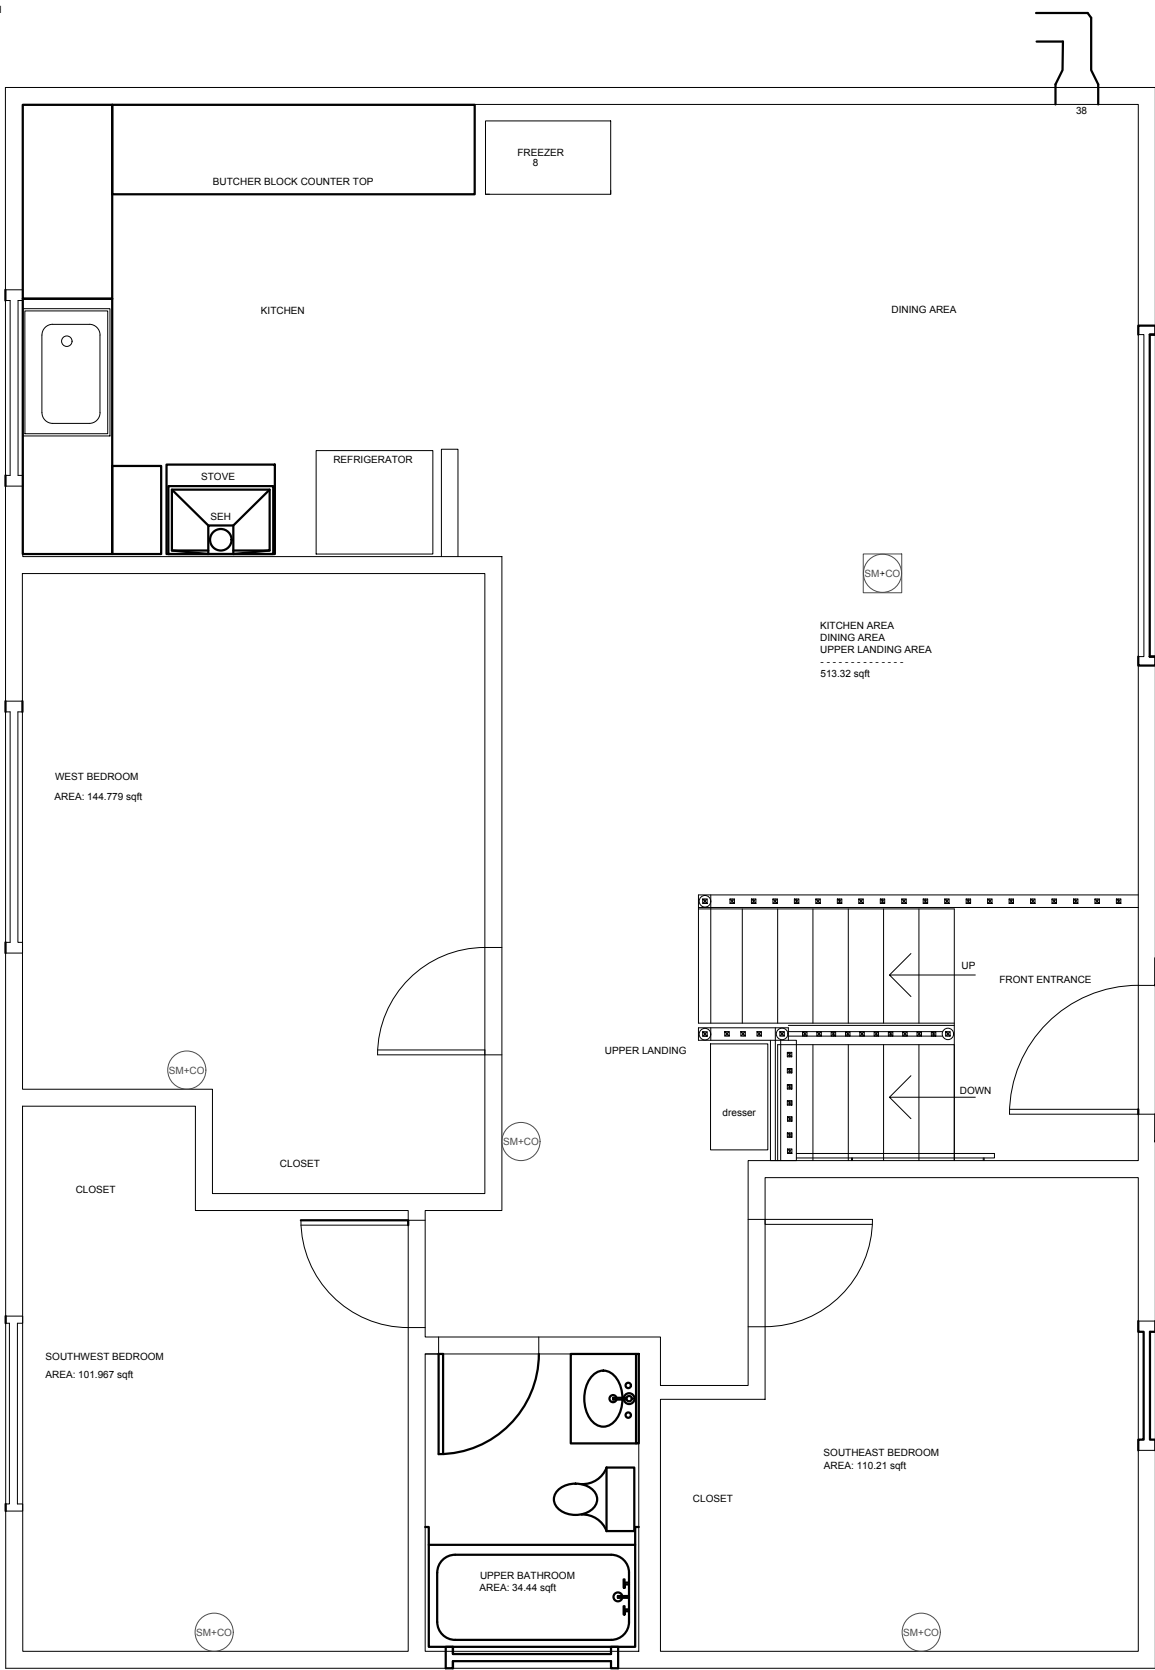 38
FREEZER
8
BUTCHER BLOCK COUNTER TOP
KITCHEN
DINING AREA
REFRIGERATOR
STOVE
SEH
SM+CO
KITCHEN AREA
DINING AREA
UPPER LANDING AREA
- - - - - - - - - - - - - -
513.32 sqft
WEST BEDROOM
AREA: 144.779 sqft
UP
FRONT ENTRANCE
UPPER LANDING
DOWN
dresser
SM+CO
SM+CO
CLOSET
CLOSET
SOUTHWEST BEDROOM
AREA: 101.967 sqft
SOUTHEAST BEDROOM
AREA: 110.21 sqft
CLOSET
UPPER BATHROOM
AREA: 34.44 sqft
SM+CO
SM+CO